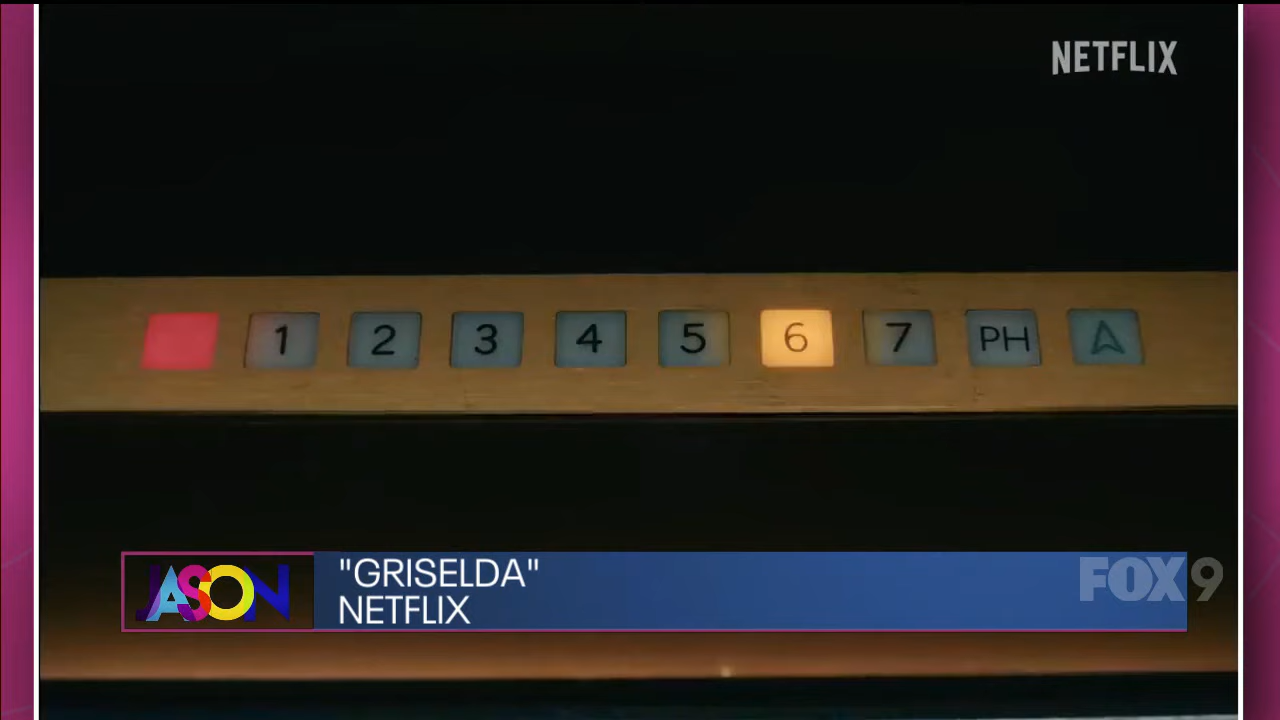 NETFLIX
1 2 3 4 5 6 7 PH
JASON
"GRISELDA"
NETFLIX
FOX 9